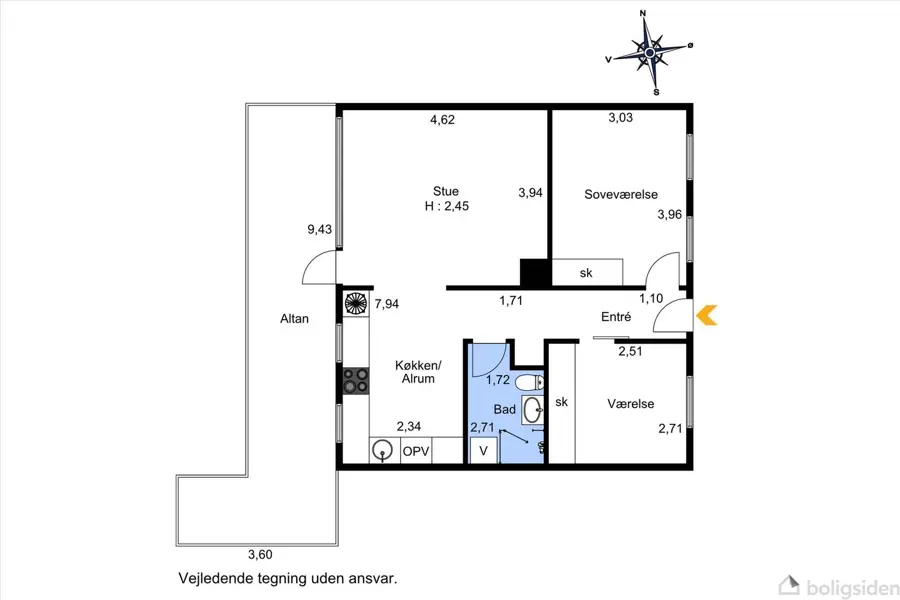 N
V
Ø
S
4,62
3,03
Stue
H : 2,45
3,94
Soveværelse
3,96
9,43
sk
7,94
1,71
1,10
Altan
Entré
2,51
Køkken/
Alrum
1,72
sk
Værelse
Bad
2,34
2,71
2,71
OPV
V
3,60
Vejledende tegning uden ansvar.
boligsiden